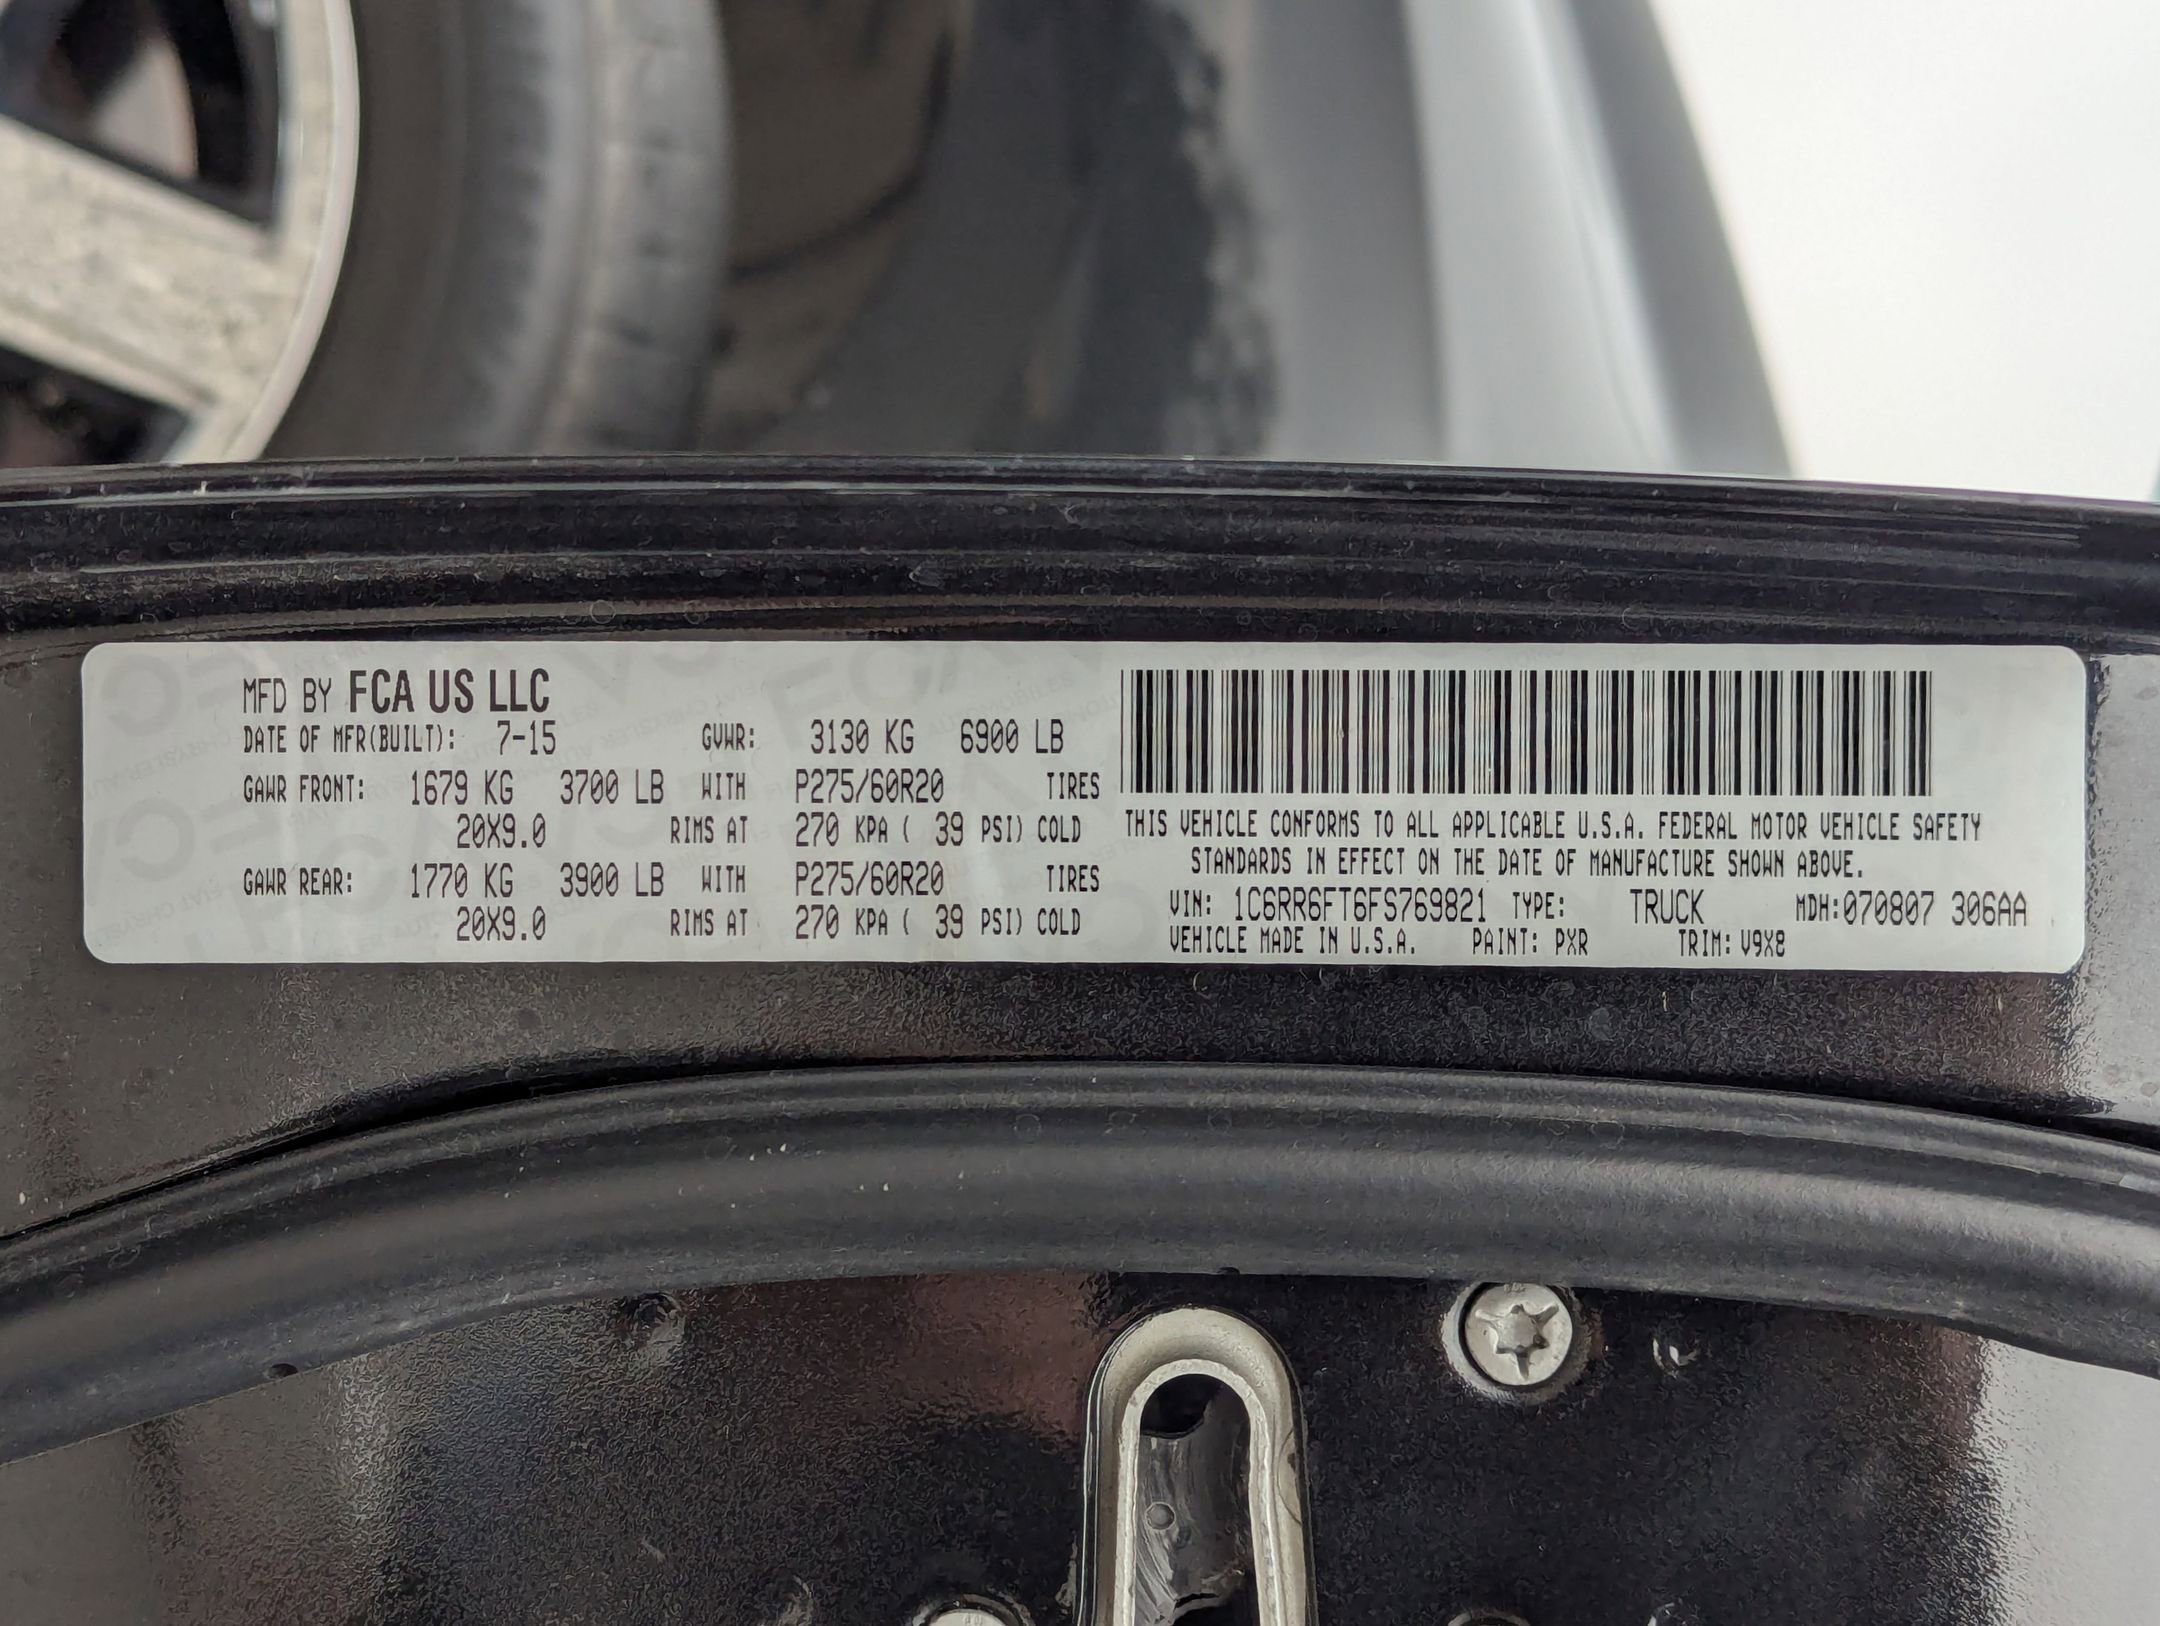 MFD BY FCA US LLC
DATE OF MFR(BUILT): 7-15 GVWR: 3130 KG 6900 LB
GAWR FRONT: 1679 KG 3700 LB WITH P275/60R20 TIRES
20X9.0 RIMS AT 270 KPA ( 39 PSI) COLD
GAWR REAR: 1770 KG 3900 LB WITH P275/60R20 TIRES
20X9.0 RIMS AT 270 KPA ( 39 PSI) COLD
THIS VEHICLE CONFORMS TO ALL APPLICABLE U.S.A. FEDERAL MOTOR VEHICLE SAFETY
STANDARDS IN EFFECT ON THE DATE OF MANUFACTURE SHOWN ABOVE.
VIN: 1C6RR6FT6FS769821 TYPE: TRUCK MDH:070807 306AA
VEHICLE MADE IN U.S.A. PAINT: PXR TRIM: V9X8